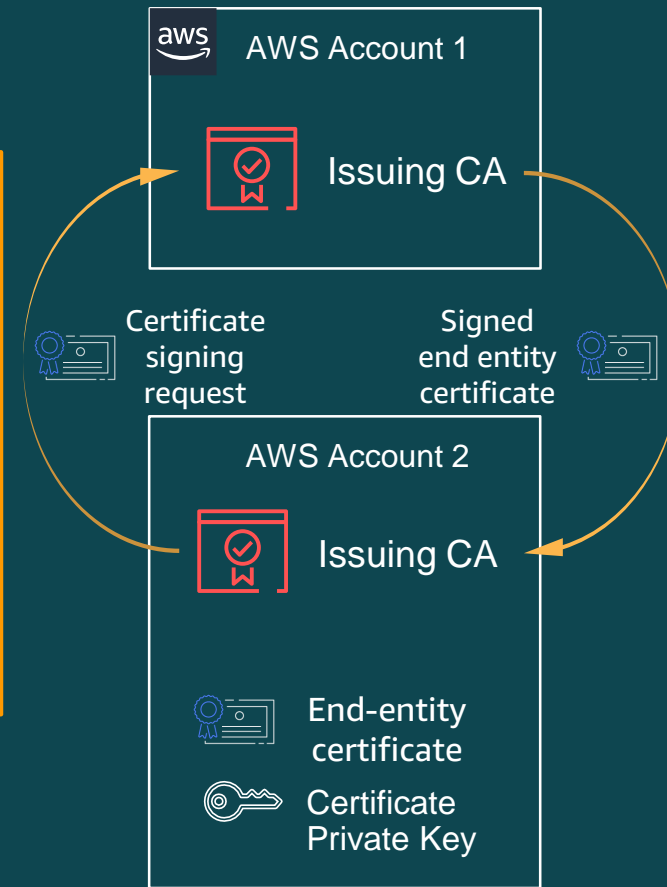 aws
AWS Account 1
Issuing CA
Certificate
signing
request
Signed
end entity
certificate
AWS Account 2
Issuing CA
End-entity
certificate
Certificate
Private Key